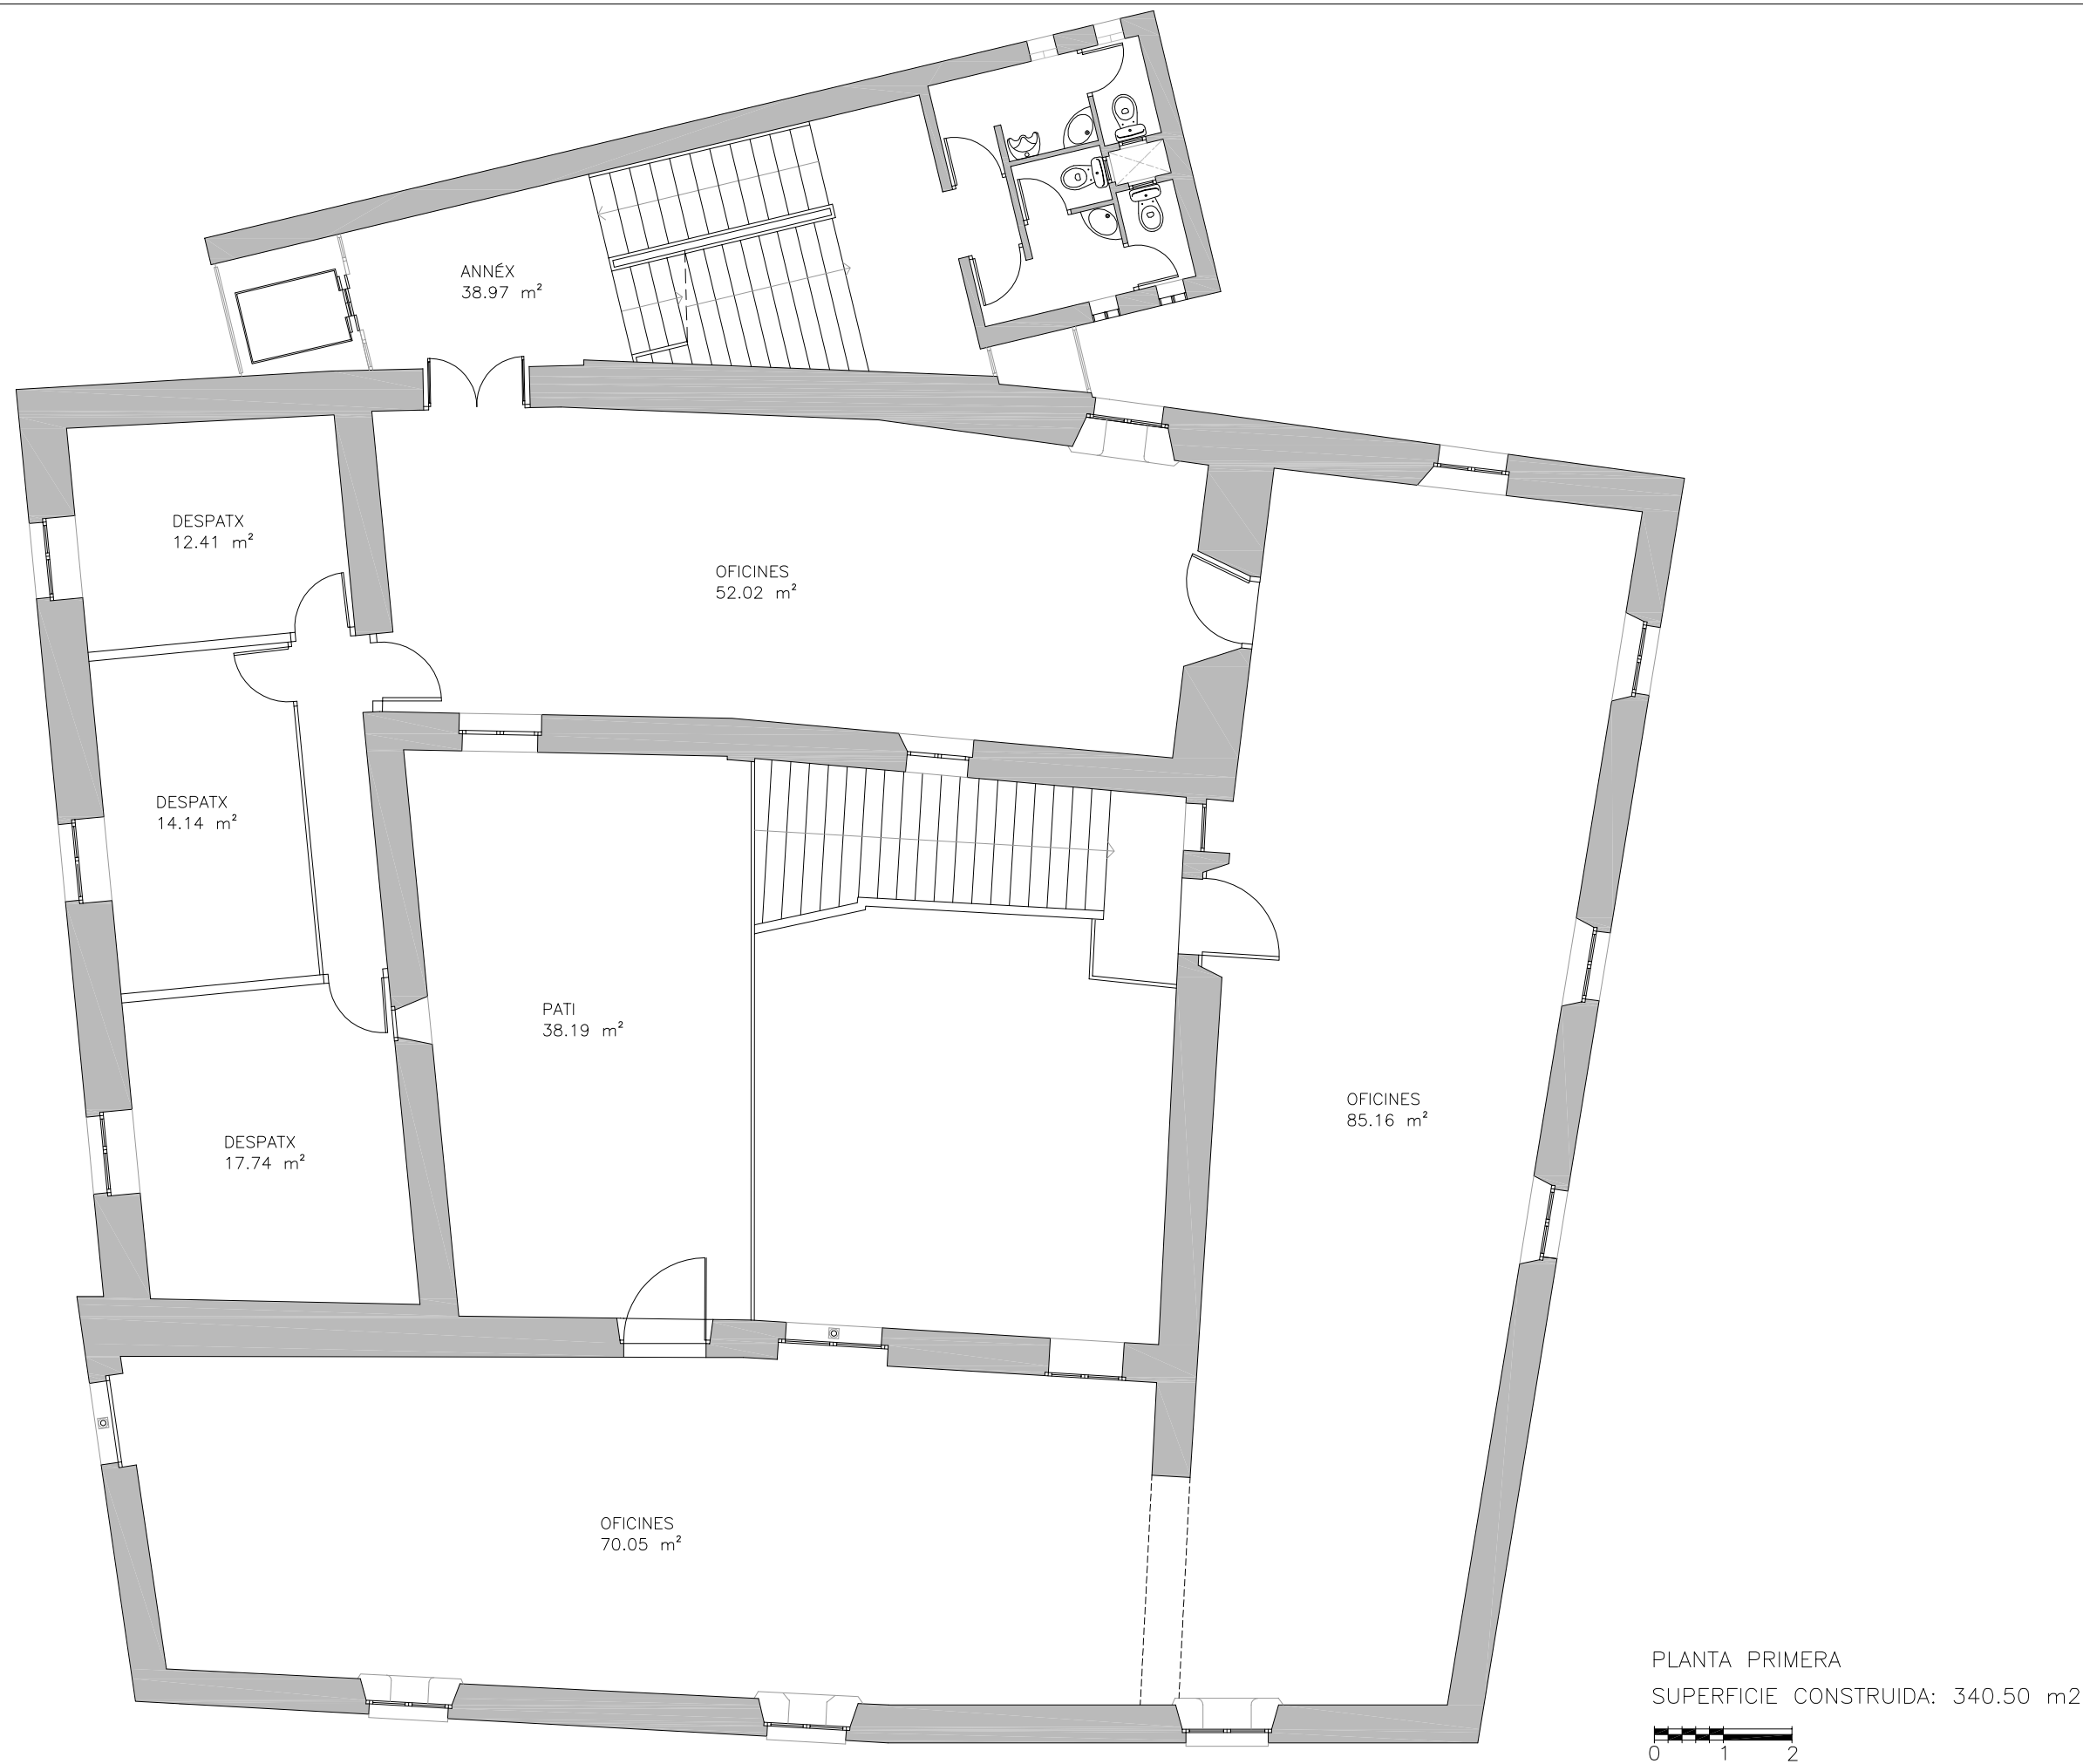 ANNÉX
38.97 m²
DESPATX
12.41 m²
OFICINES
52.02 m²
DESPATX
14.14 m²
PATI
38.19 m²
OFICINES
85.16 m²
DESPATX
17.74 m²
OFICINES
70.05 m²
PLANTA PRIMERA
SUPERFICIE CONSTRUIDA: 340.50 m2
0 1 2